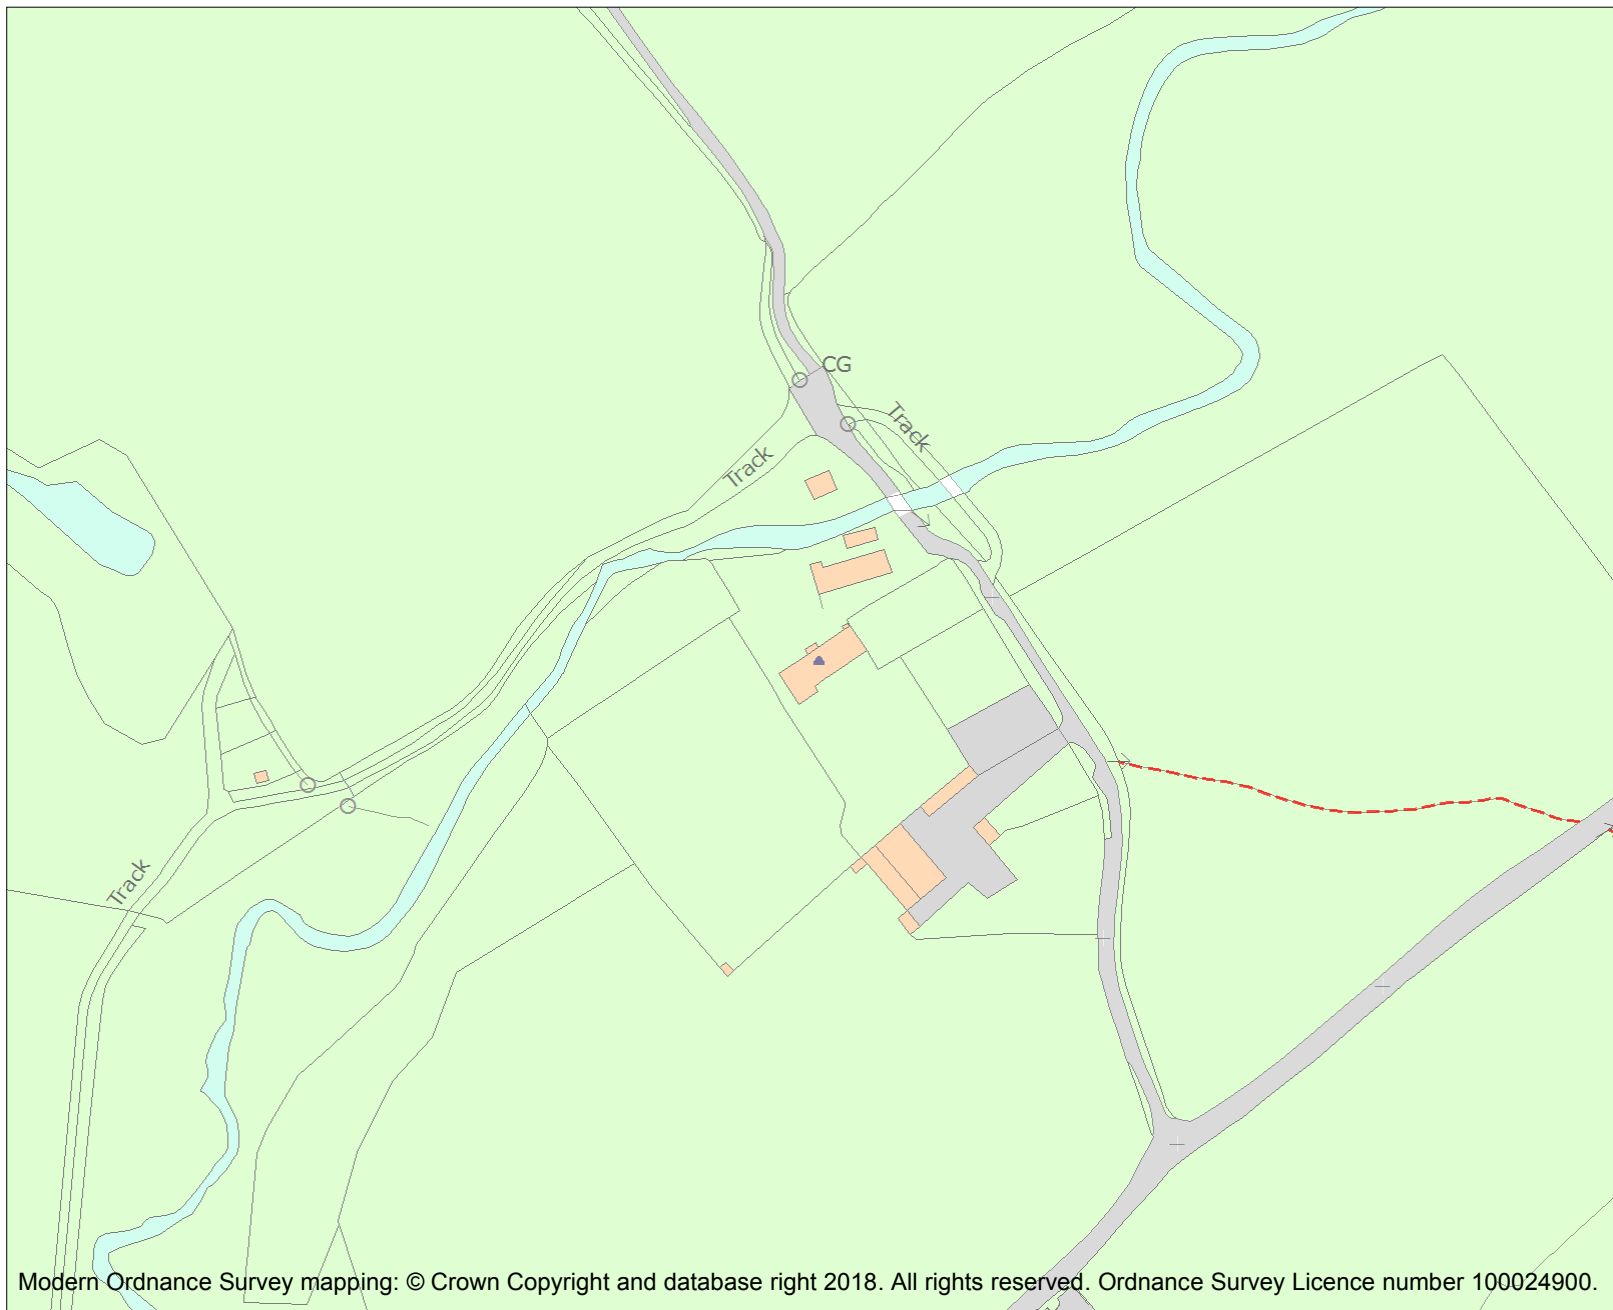 CG
Track
Track
Track
Modern Ordnance Survey mapping: © Crown Copyright and database right 2018. All rights reserved. Ordnance Survey Licence number 100024900.